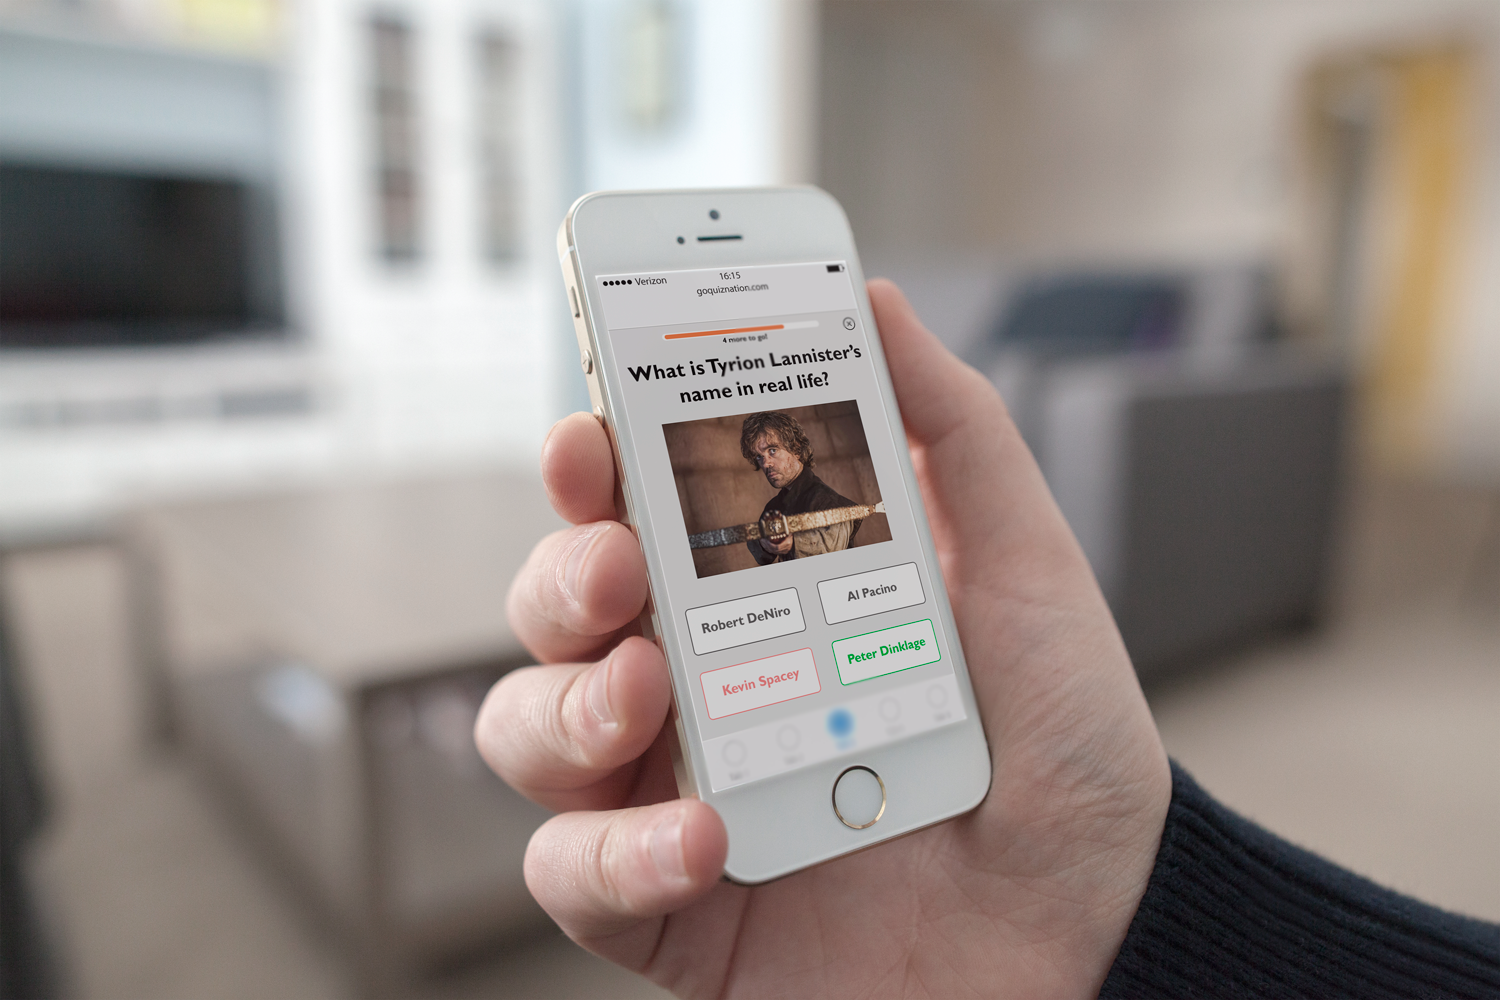 Verizon
16:15
goquiznation.com
4 more to go!
What is Tyrion Lannister's
name in real life?
Robert DeNiro
Al Pacino
Kevin Spacey
Peter Dinklage